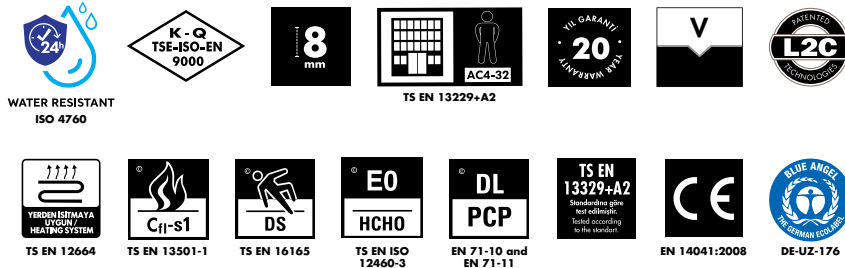 24h
WATER RESISTANT
ISO 4760
K - Q
TSE-ISO-EN
9000
8
mm
AC4-32
TS EN 13229+A2
YIL GARANTİ
20
YEAR WARRANTY
V
PATENTED
L2C
TECHNOLOGIES
YERDEN ISITMAYA
UYGUN /
HEATING SYSTEM
TS EN 12664
©
Cfl-s1
TS EN 13501-1
©
DS
TS EN 16165
©
E0
HCHO
TS EN ISO
12460-3
©
DL
PCP
EN 71-10 and
EN 71-11
TS EN
13329+A2
Standardına göre
test edilmiştir.
Tested according
to the standart.
CE
EN 14041:2008
BLUE ANGEL
THE GERMAN ECOLABEL
DE-UZ-176